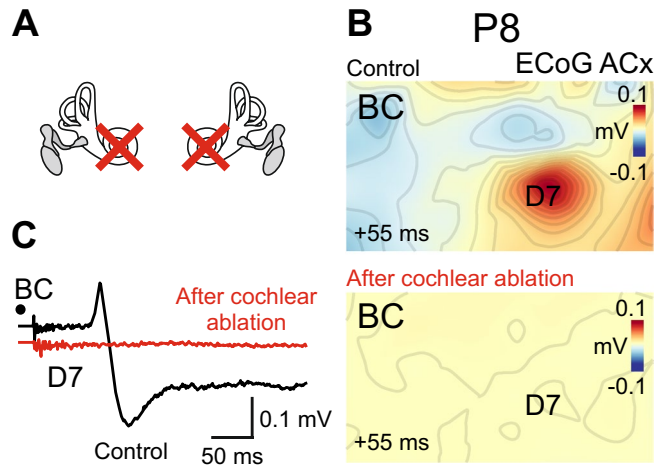 A
B
P8
ECoG ACx
Control
BC
0.1
mV
-0.1
D7
+55 ms
After cochlear ablation
BC
0.1
mV
-0.1
D7
+55 ms
C
BC
After cochlear
ablation
D7
Control
0.1 mV
50 ms